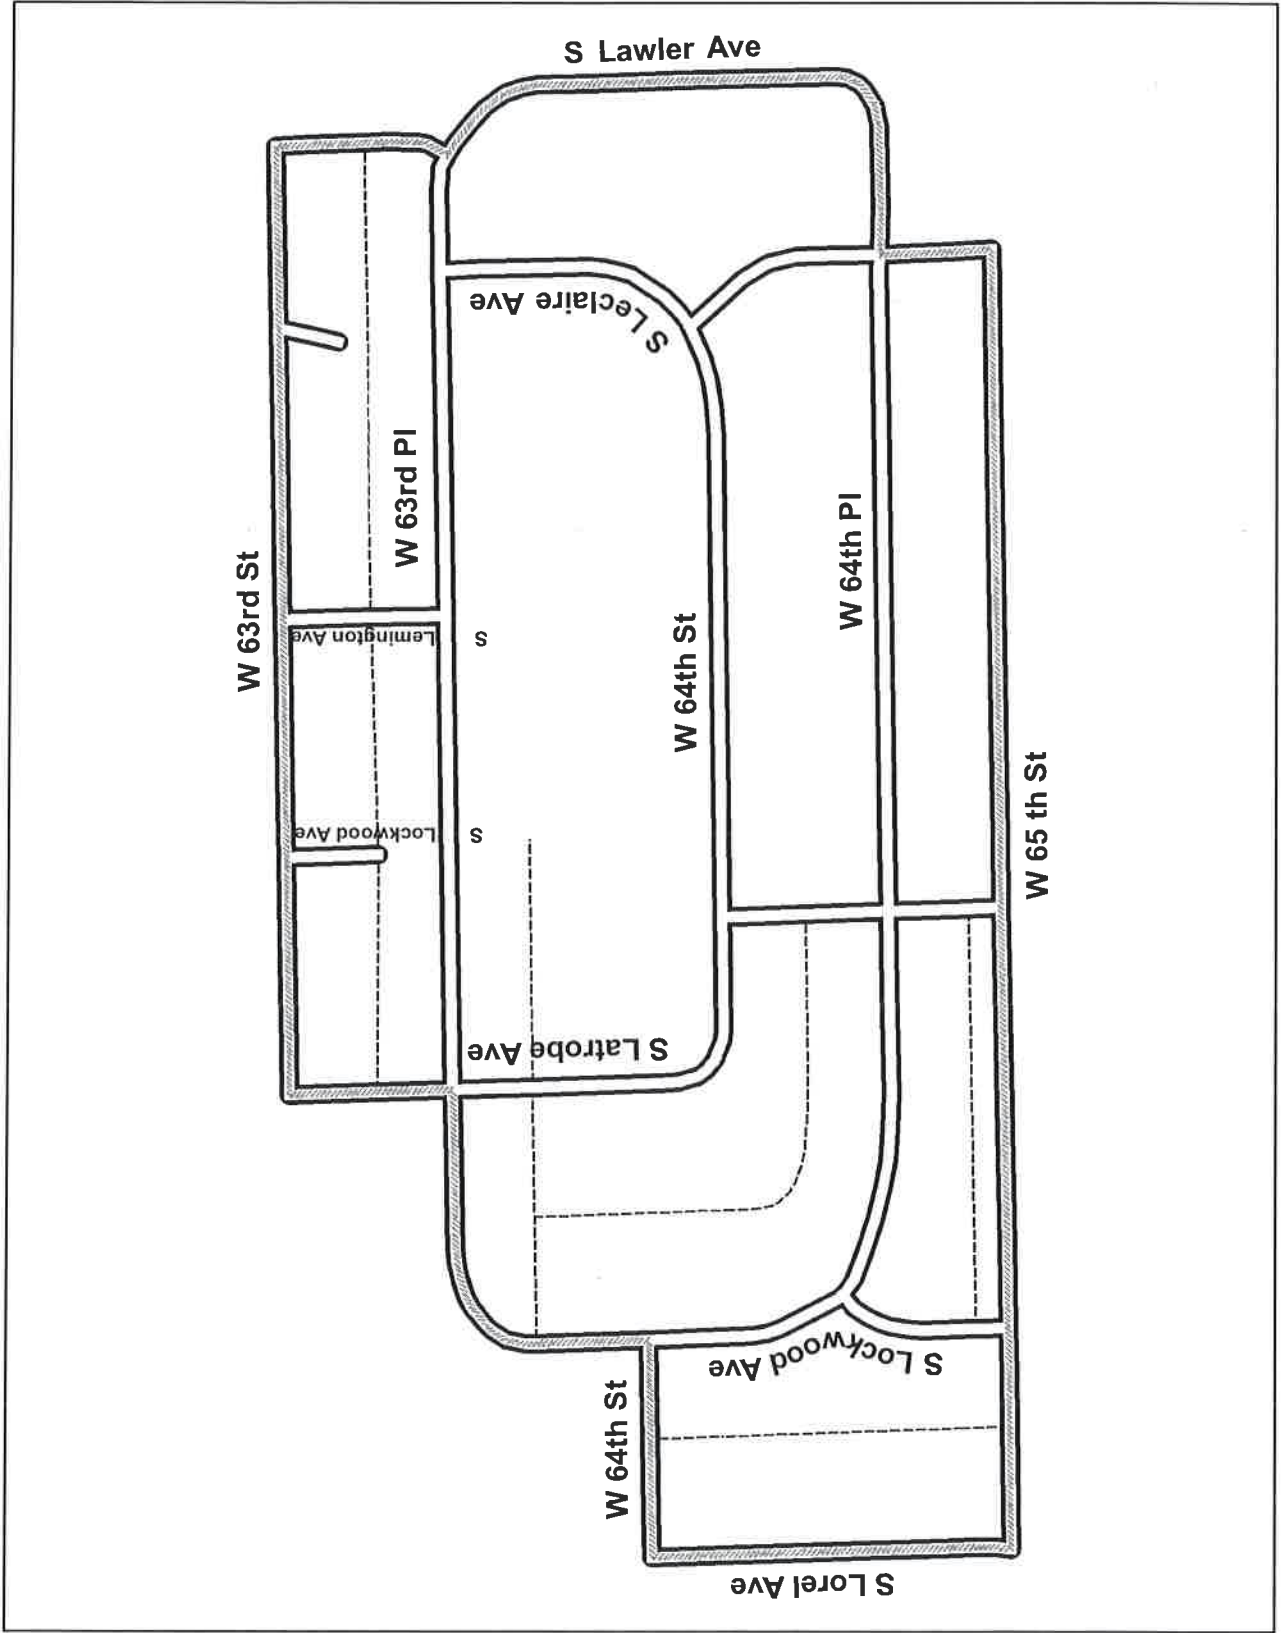 S Lawler Ave
S Leclaire Ave
W 63rd Pl
W 63rd St
W 64th Pl
S Lemington Ave
W 64th St
S Lockwood Ave
W 65 th St
S Latrobe Ave
S Lockwood Ave
W 64th St
S Lorel Ave